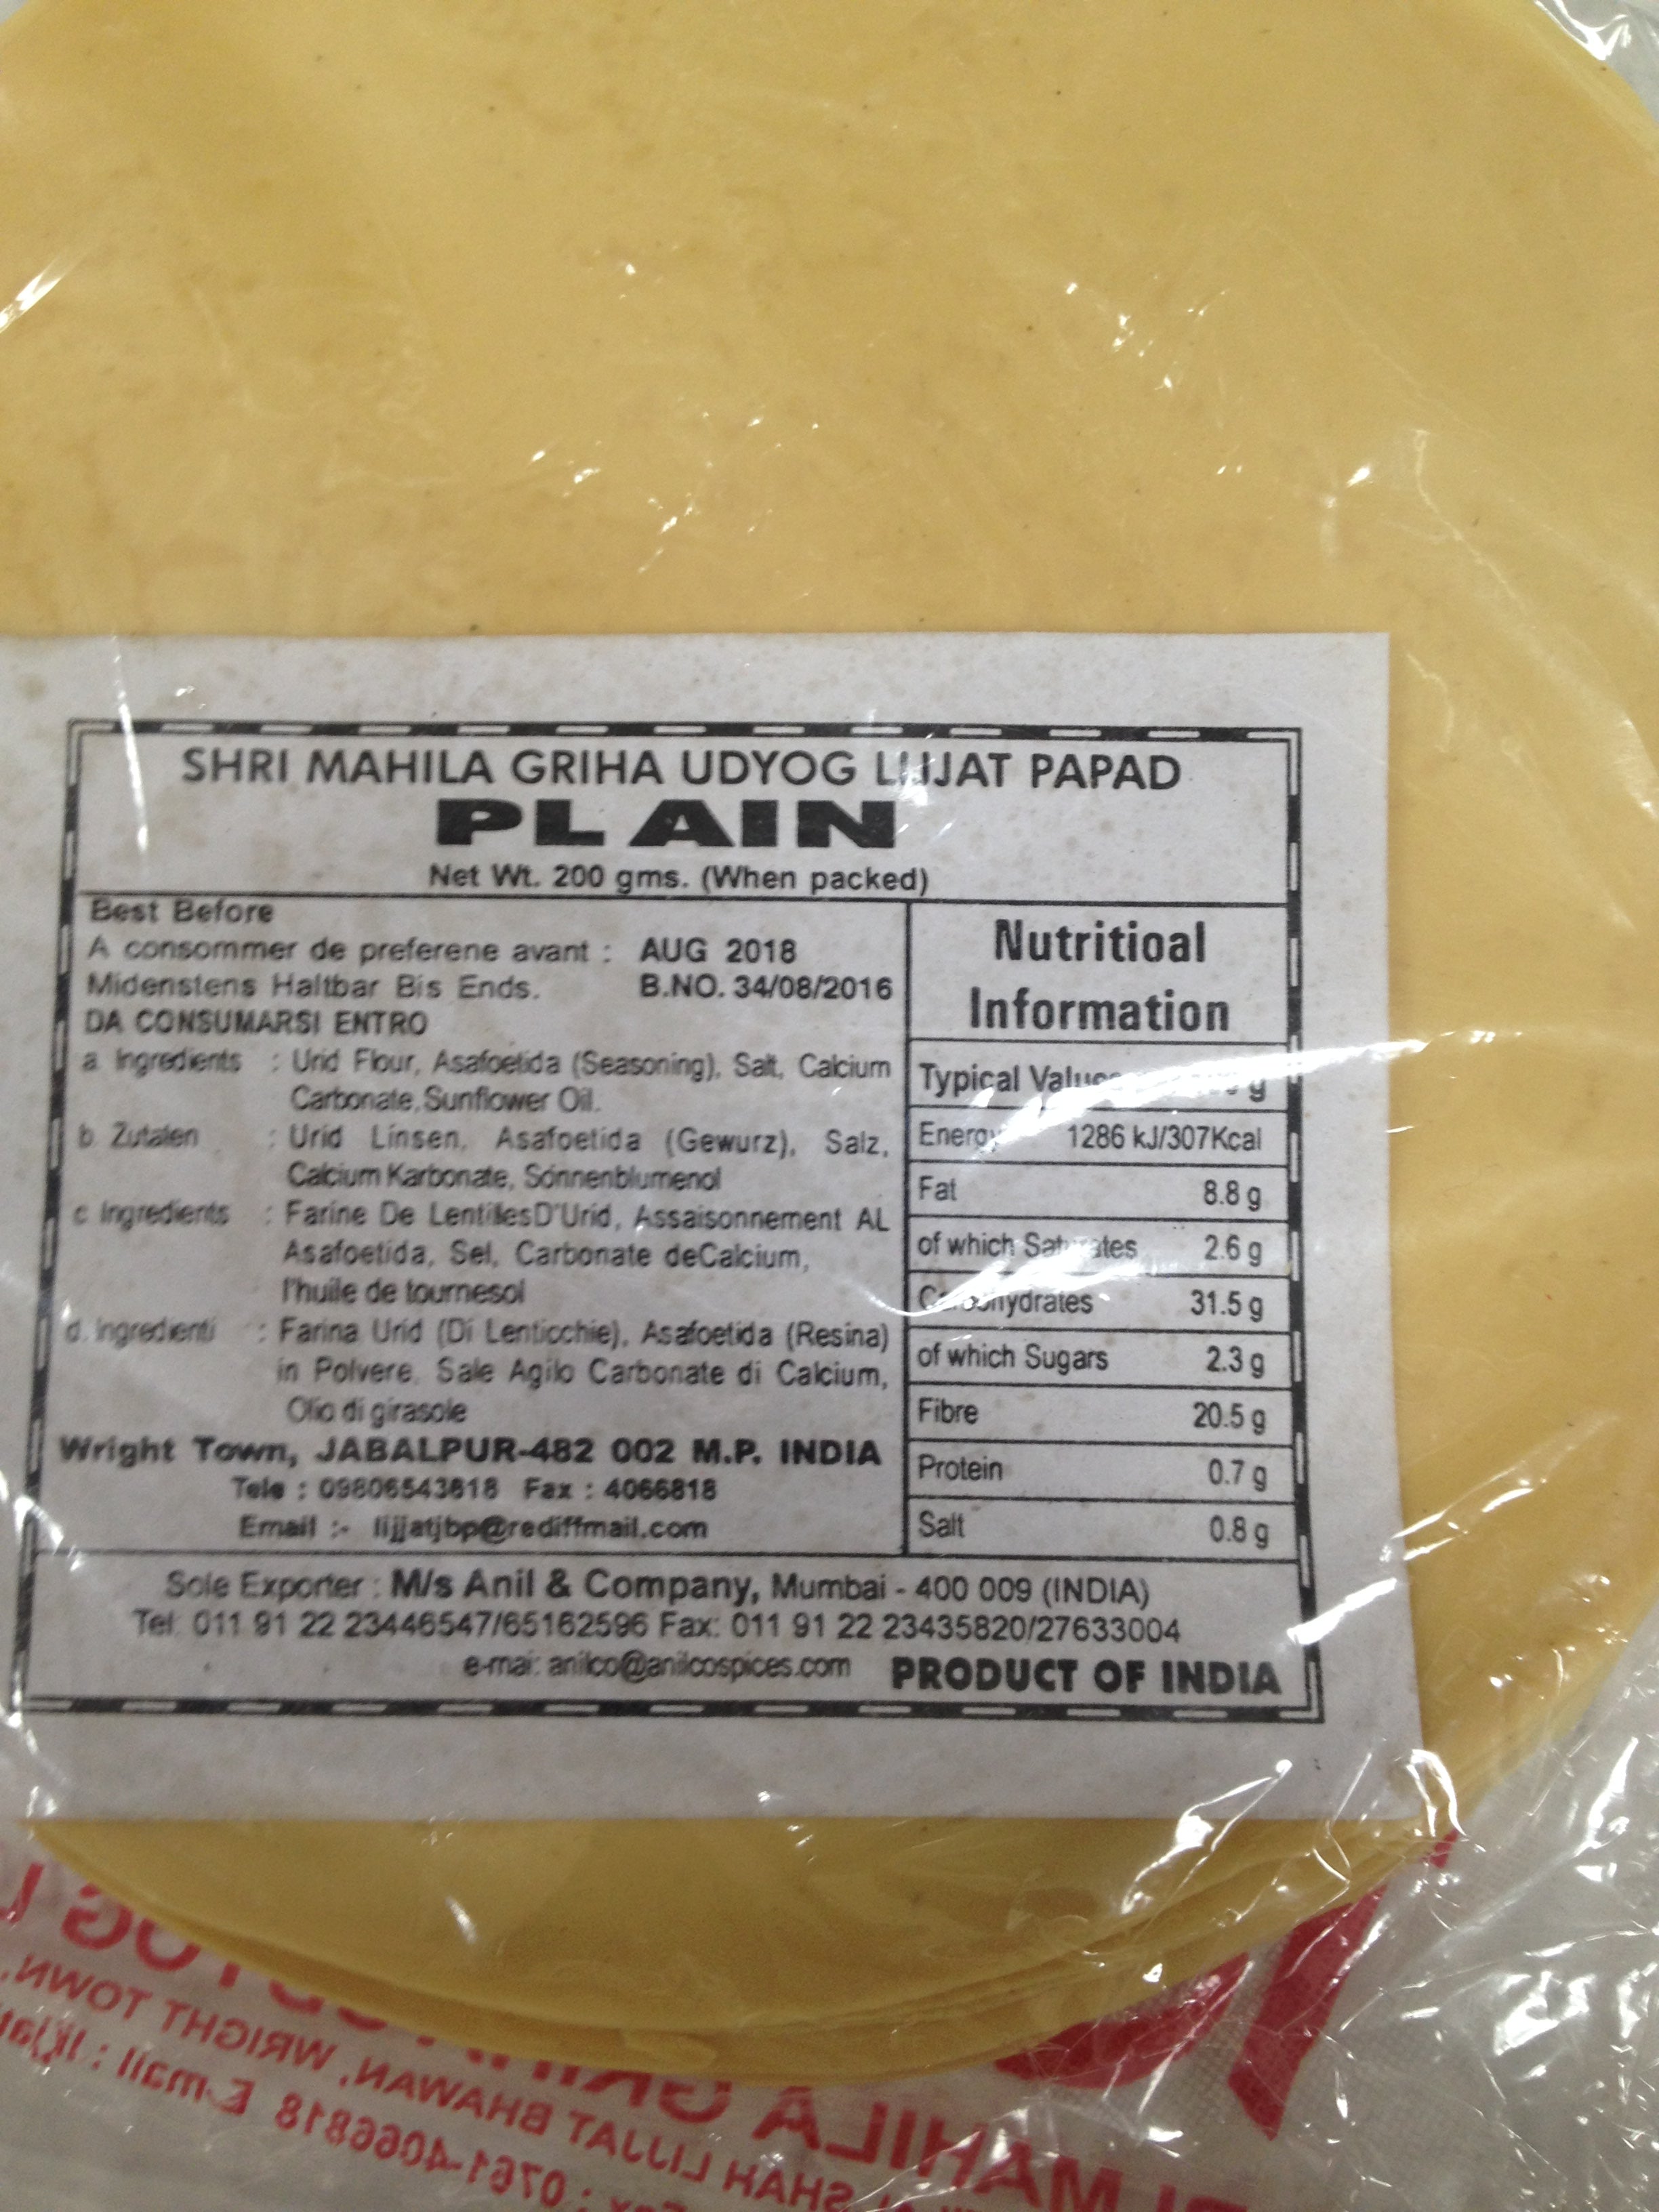 SHRI MAHILA GRIHA UDYOG LIJJAT PAPAD
PLAIN
Net Wt. 200 gms. (When packed)
Best Before
A consommer de preferene avant : AUG 2018
Midenstens Haltbar Bis Ends. B.NO. 34/08/2016
DA CONSUMARSI ENTRO
a Ingredients : Urid Flour, Asafoetida (Seasoning), Salt, Calcium
Carbonate, Sunflower Oil.
b. Zutalen : Urid Linsen, Asafoetida (Gewurz), Salz,
Calcium Karbonate, Sonnenblumenol
c Ingredients : Farine De LentillesD'Urid, Assaisonnement AL
Asafoetida, Sel, Carbonate deCalcium,
l'huile de tournesol
d. Ingredienti : Farina Urid (Di Lenticchie), Asafoetida (Resina)
in Polvere, Sale Agilo Carbonate di Calcium,
Olio di girasole
Wright Town, JABALPUR-482 002 M.P. INDIA
Tele : 09806543818 Fax : 4066818
Email :- lijjatjbp@rediffmail.com
Nutritioal
Information
Typical g
Energy 1286 kJ/307Kcal
Fat 8.8 g
of which Saturates 2.6 g
Carbohydrates 31.5 g
of which Sugars 2.3 g
Fibre 20.5 g
Protein 0.7 g
Salt 0.8 g
Sole Exporter : M/s Anil & Company, Mumbai - 400 009 (INDIA)
Tel: 011 91 22 23446547/65162596 Fax: 011 91 22 23435820/27633004
e-mai: anilco@anilcospices.com PRODUCT OF INDIA
MAHILA GRIHA UDYOG L
SHAH LIJJAT BHAWAN, WRIGHT TOWN,
: 0761-4066818 E-mail :